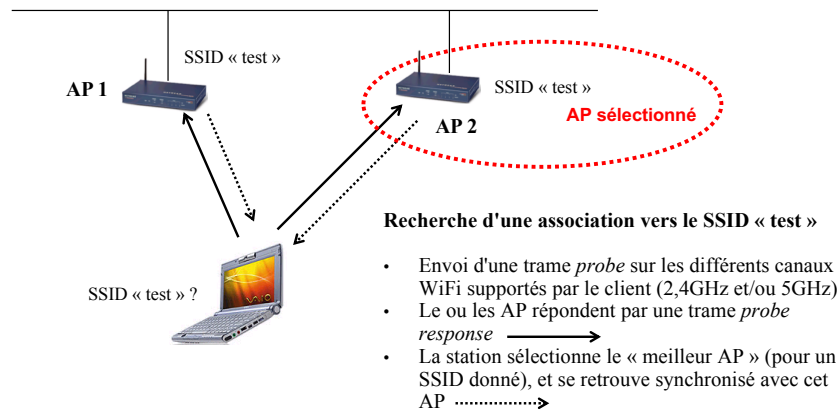 SSID « test »
AP 1
SSID « test »
AP sélectionné
AP 2
SSID « test » ?
VAIO
Recherche d'une association vers le SSID « test »
• Envoi d'une trame probe sur les différents canaux
WiFi supportés par le client (2,4GHz et/ou 5GHz)
• Le ou les AP répondent par une trame probe
response
• La station sélectionne le « meilleur AP » (pour un
SSID donné), et se retrouve synchronisé avec cet
AP